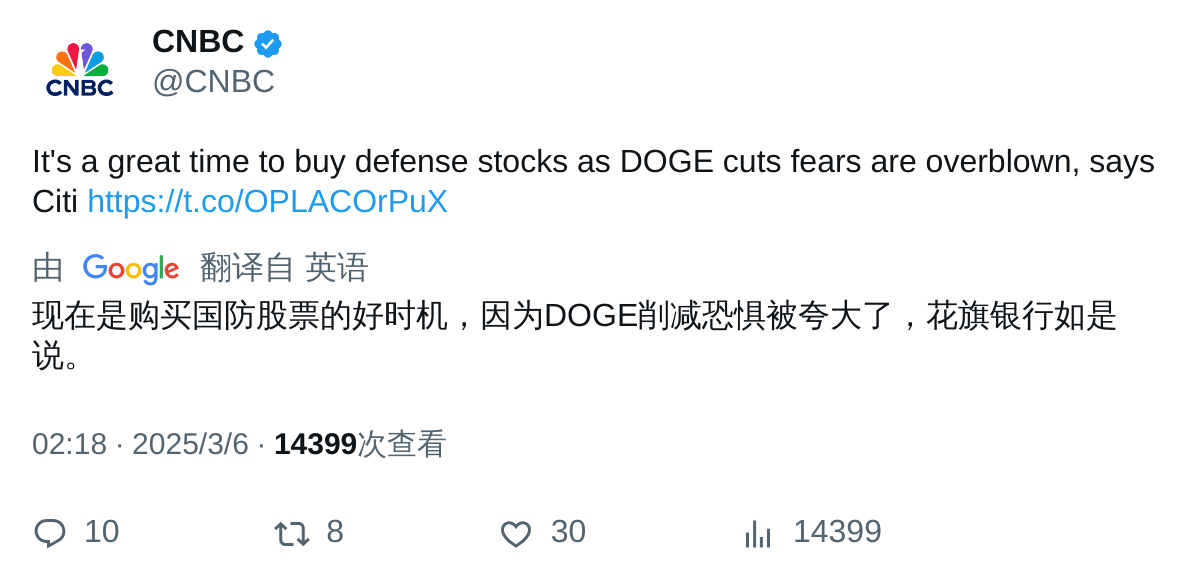 CNBC
CNBC
@CNBC
It's a great time to buy defense stocks as DOGE cuts fears are overblown, says
Citi https://t.co/OPLACOrPuX
由 Google 翻译自 英语
现在是购买国防股票的好时机，因为DOGE削减恐惧被夸大了，花旗银行如是
说。
02:18 · 2025/3/6 · 14399次查看
10 8 30 14399